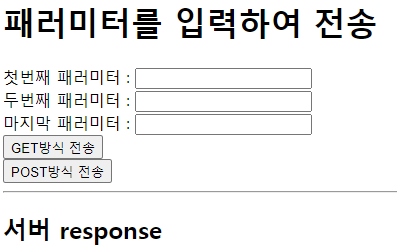 패러미터를 입력하여 전송
첫번째 패러미터 :
두번째 패러미터 :
마지막 패러미터 :
GET방식 전송
POST방식 전송
서버 response